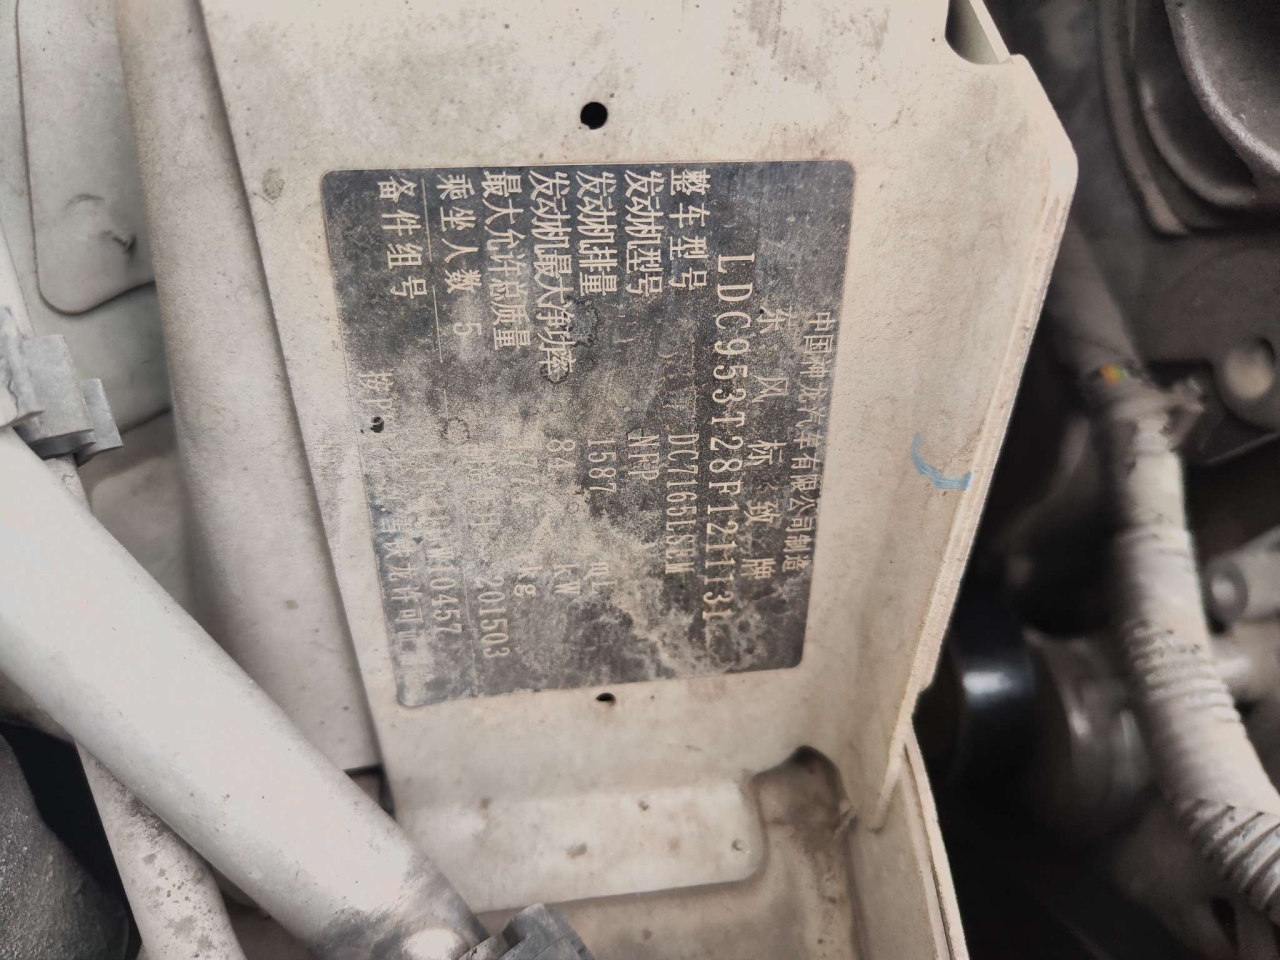 中国神龙汽车有限公司制造
东风标致牌
LDC953T28F1211131
整车型号 DC7165LSEM
发动机型号 NFP
发动机排量 1587 mL
发动机最大净功率 84 kW
最大允许总质量 kg
乘坐人数 5 201503
备件组号 10457